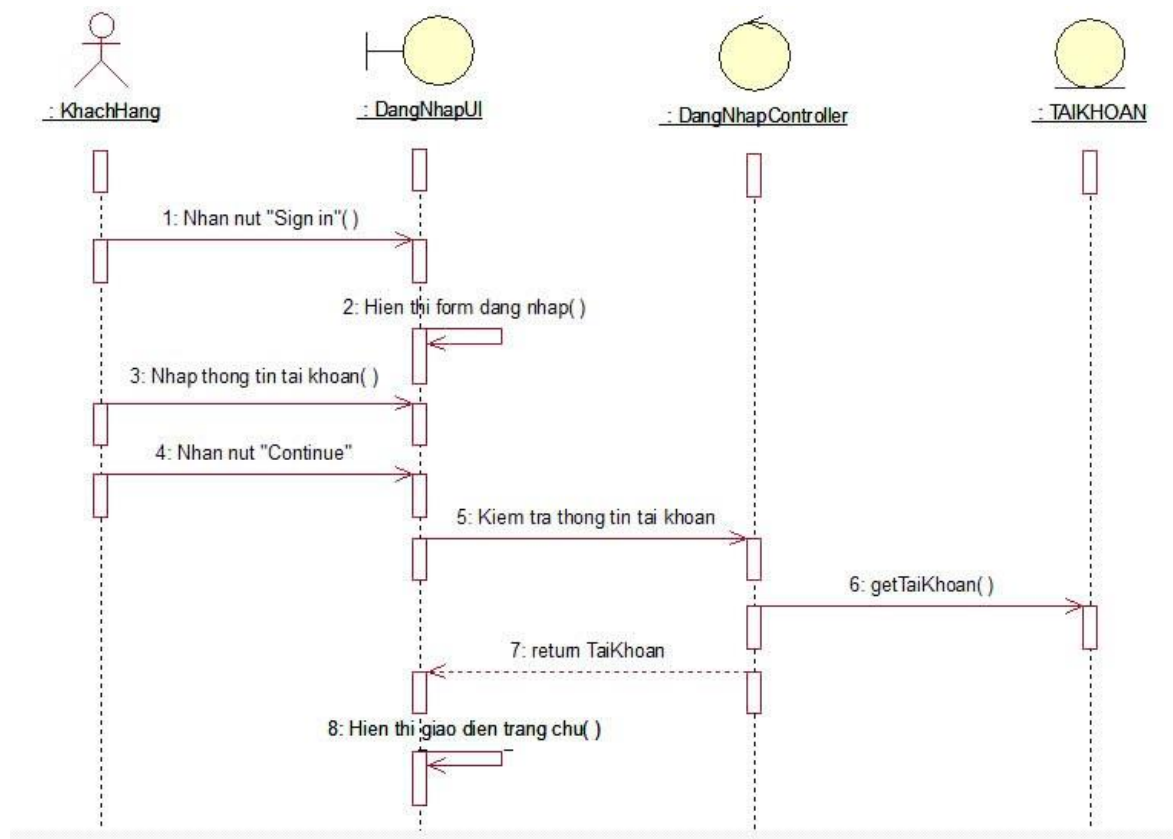 : KhachHang
: DangNhapUI
: DangNhapController
: TAIKHOAN
1: Nhan nut "Sign in"( )
2: Hien thi form dang nhap( )
3: Nhap thong tin tai khoan( )
4: Nhan nut "Continue"
5: Kiem tra thong tin tai khoan
6: getTaiKhoan( )
7: return TaiKhoan
8: Hien thi giao dien trang chu( )